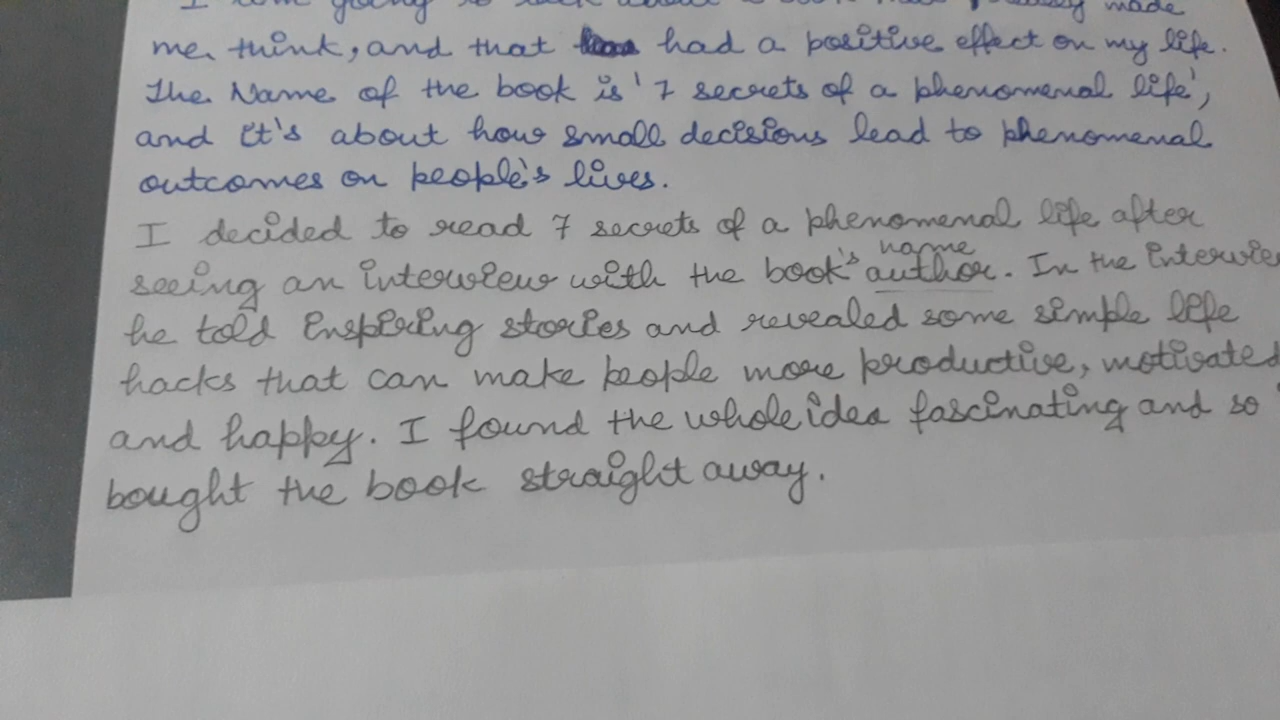 made
me think, and that had a positive effect on my life.
The Name of the book is '7 secrets of a phenomenal life',
and it's about how small decisions lead to phenomenal
outcomes on people's lives.
I decided to read 7 secrets of a phenomenal life after
name
seeing an interview with the book's author. In the interview
he told inspiring stories and revealed some simple life
hacks that can make people more productive, motivated
and happy. I found the whole idea fascinating and so
bought the book straight away.